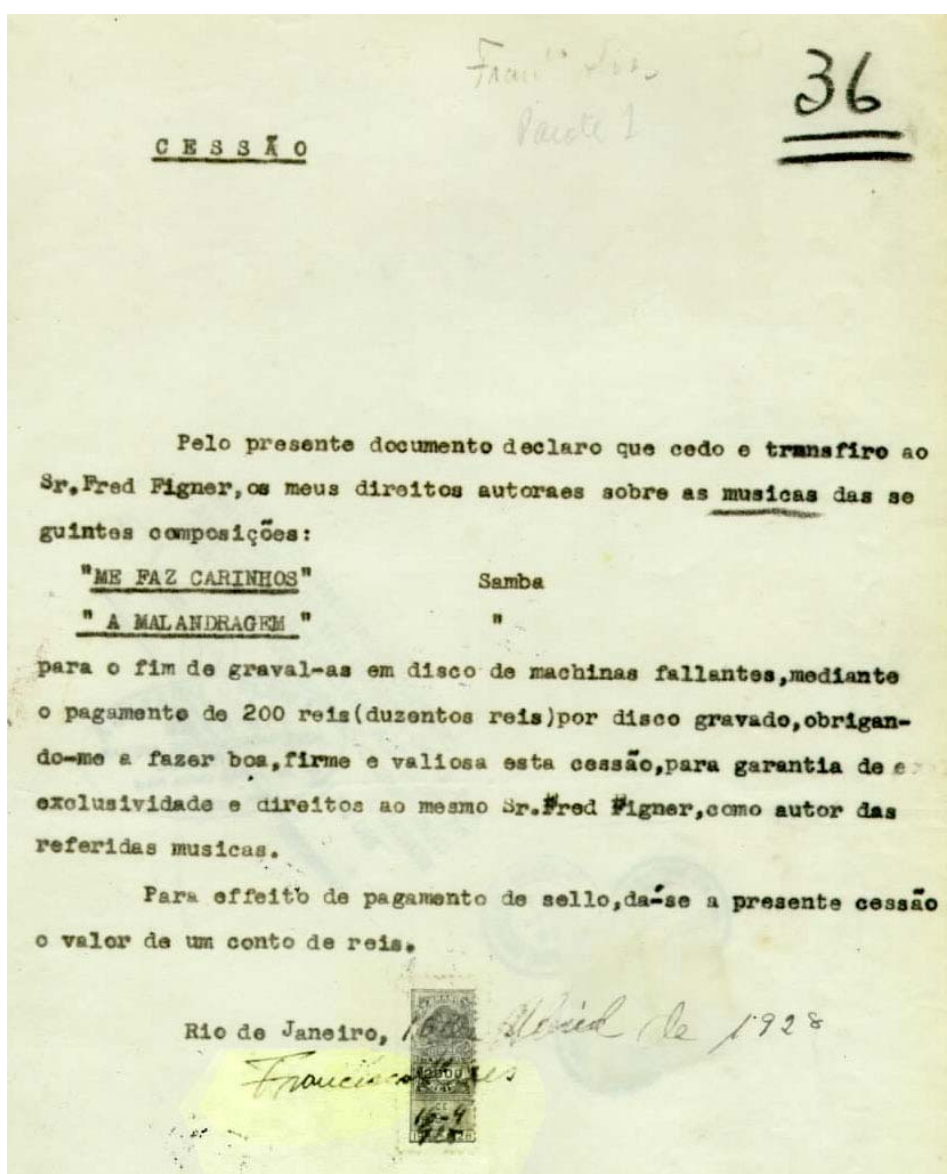 36
CESSÃO
Pelo presente documento declaro que cedo e transfiro ao
Sr.Fred Figner,os meus direitos autoraes sobre as musicas das se
guintes composições:
"ME FAZ CARINHOS" Samba
" A MALANDRAGEM " "
para o fim de graval-as em disco de machinas fallantes,mediante
o pagamento de 200 reis(duzentos reis)por disco gravado,obrigan-
do-me a fazer boa,firme e valiosa esta cessão,para garantia de e
exclusividade e direitos ao mesmo Sr.Fred Figner,como autor das
referidas musicas.
Para effeito de pagamento de sello,dá-se a presente cessão
o valor de um conto de reis.
Rio de Janeiro, 16 de Abril de 1928
Francisco
16-4